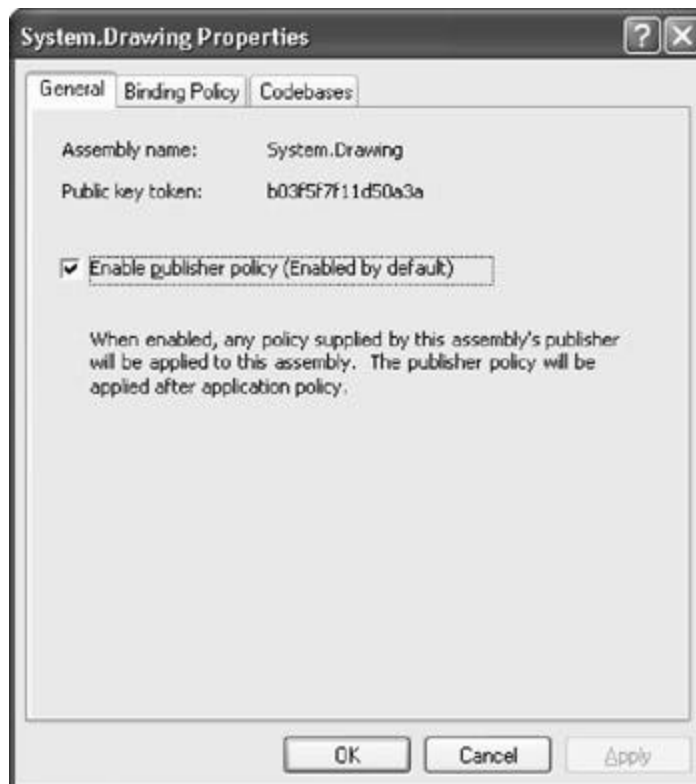 System.Drawing Properties
General Binding Policy Codebases
Assembly name: System.Drawing
Public key token: b03f5f7f11d50a3a
Enable publisher policy (Enabled by default)
When enabled, any policy supplied by this assembly's publisher
will be applied to this assembly. The publisher policy will be
applied after application policy.
OK Cancel Apply